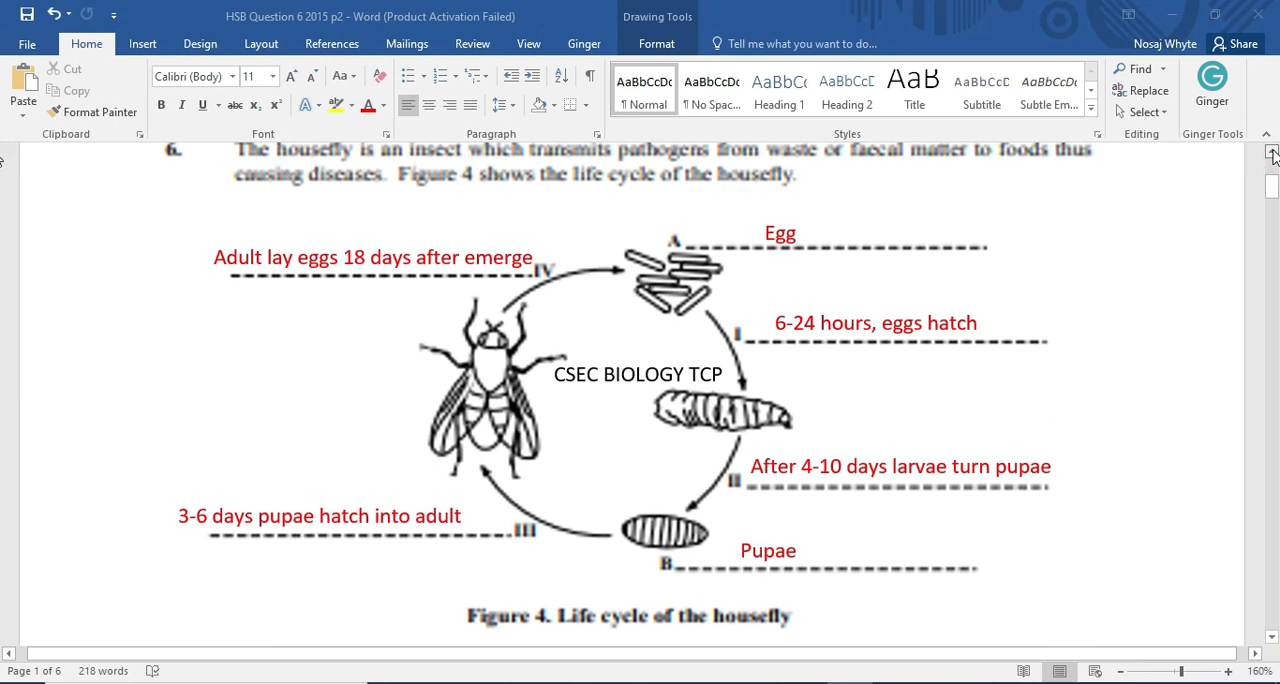 HSB Question 6 2015 p2 - Word (Product Activation Failed)
Drawing Tools
File Home Insert Design Layout References Mailings Review View Ginger Format Tell me what you want to do... Nosaj Whyte Share
Paste
Cut
Copy
Format Painter
Clipboard
Calibri (Body) 11
Font
Paragraph
AaBbCcDc ¶ Normal
AaBbCcDc ¶ No Spac...
AaBbCc Heading 1
AaBbCcD Heading 2
AaB Title
AaBbCcD Subtitle
AaBbCcDc Subtle Em...
Styles
Find
Replace
Select
Editing
Ginger
Ginger Tools
6. The housefly is an insect which transmits pathogens from waste or faecal matter to foods thus
causing diseases. Figure 4 shows the life cycle of the housefly.
A Egg
Adult lay eggs 18 days after emerge IV
I 6-24 hours, eggs hatch
CSEC BIOLOGY TCP
II After 4-10 days larvae turn pupae
3-6 days pupae hatch into adult III
B Pupae
Figure 4. Life cycle of the housefly
Page 1 of 6 218 words 160%